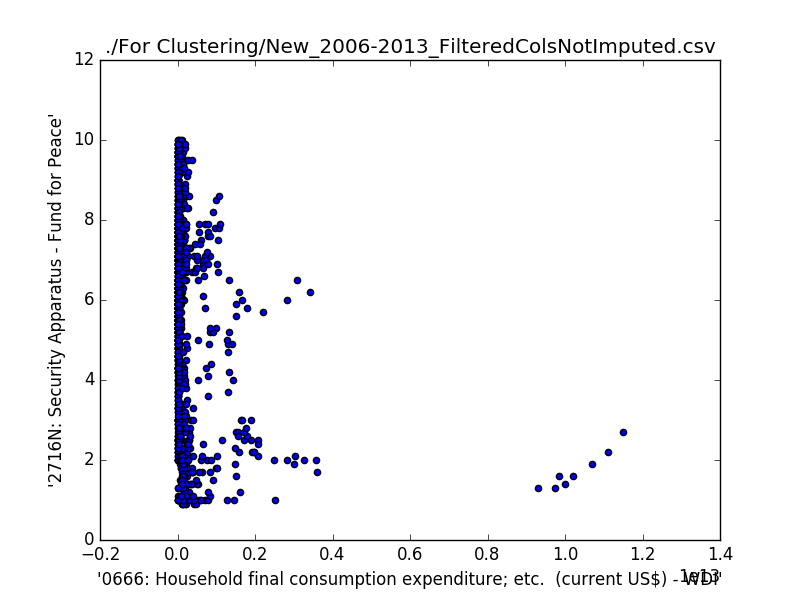 ./For Clustering/New_2006-2013_FilteredColsNotImputed.csv
12
10
8
6
4
2
0
'2716N: Security Apparatus - Fund for Peace'
−0.2 0.0 0.2 0.4 0.6 0.8 1.0 1.2 1.4
1e13
'0666: Household final consumption expenditure; etc.  (current US$) - WDI'